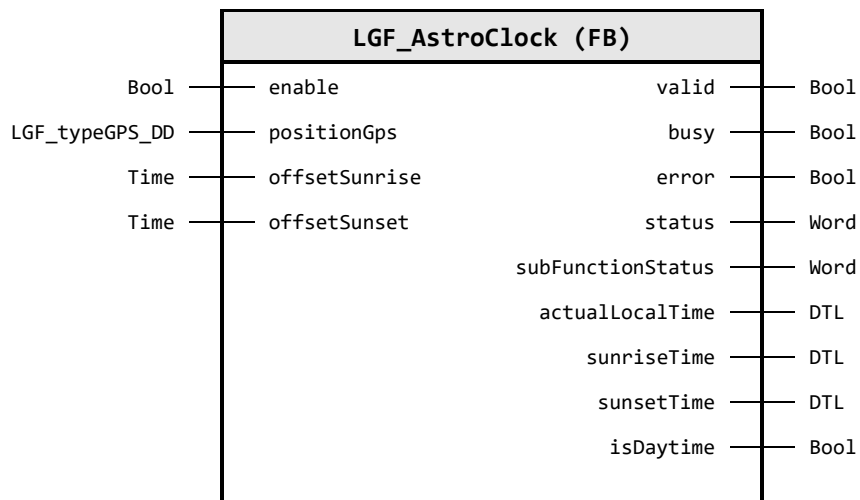 LGF_AstroClock (FB)
Bool enable valid Bool
LGF_typeGPS_DD positionGps busy Bool
Time offsetSunrise error Bool
Time offsetSunset status Word
subFunctionStatus Word
actualLocalTime DTL
sunriseTime DTL
sunsetTime DTL
isDaytime Bool